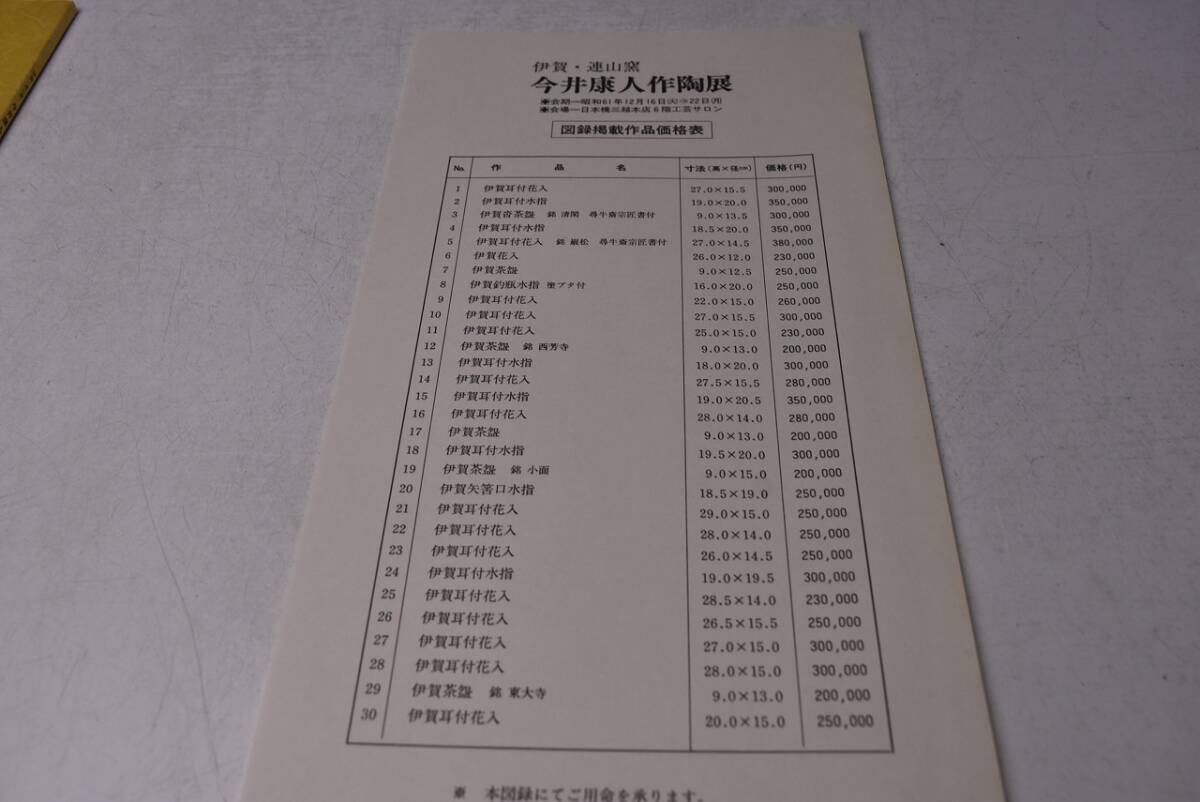 伊賀・連山窯
今井康人作陶展
※会期―昭和61年12月16日(火)→22日(月)
※会場―日本橋三越本店6階工芸サロン
図録掲載作品価格表
No. 作品名 寸法(高×径cm) 価格(円)
1 伊賀耳付花入 27.0×15.5 300,000
2 伊賀耳付水指 19.0×20.0 350,000
3 伊賀沓茶盌 銘 清閑 尋牛斎宗匠書付 9.0×13.5 300,000
4 伊賀耳付水指 18.5×20.0 350,000
5 伊賀耳付花入 銘 巌松 尋牛斎宗匠書付 27.0×14.5 380,000
6 伊賀花入 26.0×12.0 230,000
7 伊賀茶盌 9.0×12.5 250,000
8 伊賀釣瓶水指 塗ブタ付 16.0×20.0 250,000
9 伊賀耳付花入 22.0×15.0 260,000
10 伊賀耳付花入 27.0×15.5 300,000
11 伊賀耳付花入 25.0×15.0 230,000
12 伊賀茶盌 銘 西芳寺 9.0×13.0 200,000
13 伊賀耳付水指 18.0×20.0 300,000
14 伊賀耳付花入 27.5×15.5 280,000
15 伊賀耳付水指 19.0×20.5 350,000
16 伊賀耳付花入 28.0×14.0 280,000
17 伊賀茶盌 9.0×13.0 200,000
18 伊賀耳付水指 19.5×20.0 300,000
19 伊賀茶盌 銘 小面 9.0×15.0 200,000
20 伊賀矢筈口水指 18.5×19.0 250,000
21 伊賀耳付花入 29.0×15.0 250,000
22 伊賀耳付花入 28.0×14.0 250,000
23 伊賀耳付花入 26.0×14.5 250,000
24 伊賀耳付水指 19.0×19.5 300,000
25 伊賀耳付花入 28.5×14.0 230,000
26 伊賀耳付花入 26.5×15.5 250,000
27 伊賀耳付花入 27.0×15.0 300,000
28 伊賀耳付花入 28.0×15.0 300,000
29 伊賀茶盌 銘 東大寺 9.0×13.0 200,000
30 伊賀耳付花入 20.0×15.0 250,000
※ 本図録にてご用命を承ります。